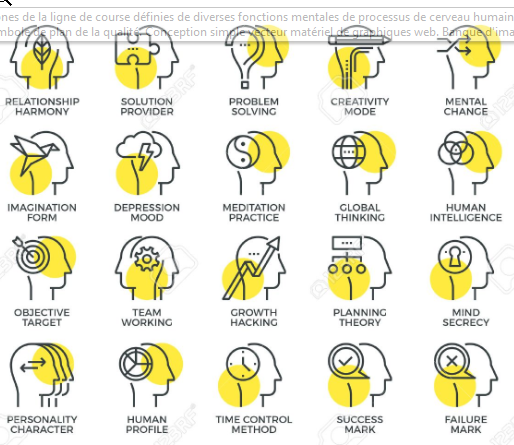 nes de la ligne de course définies de diverses fonctions mentales de processus de cerveau humain
mbole de plan de la qualité. Conception simple vecteur matériel de graphiques web. Banque d'ima
RELATIONSHIP HARMONY
SOLUTION PROVIDER
PROBLEM SOLVING
CREATIVITY MODE
MENTAL CHANGE
IMAGINATION FORM
DEPRESSION MOOD
MEDITATION PRACTICE
GLOBAL THINKING
HUMAN INTELLIGENCE
OBJECTIVE TARGET
TEAM WORKING
GROWTH HACKING
PLANNING THEORY
MIND SECRECY
PERSONALITY CHARACTER
HUMAN PROFILE
TIME CONTROL METHOD
SUCCESS MARK
FAILURE MARK